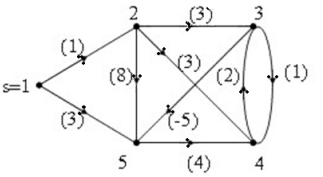 2 (3) 3
(1) (3)
(8) (2) (1)
s=1
(3) (-5)
5 (4) 4